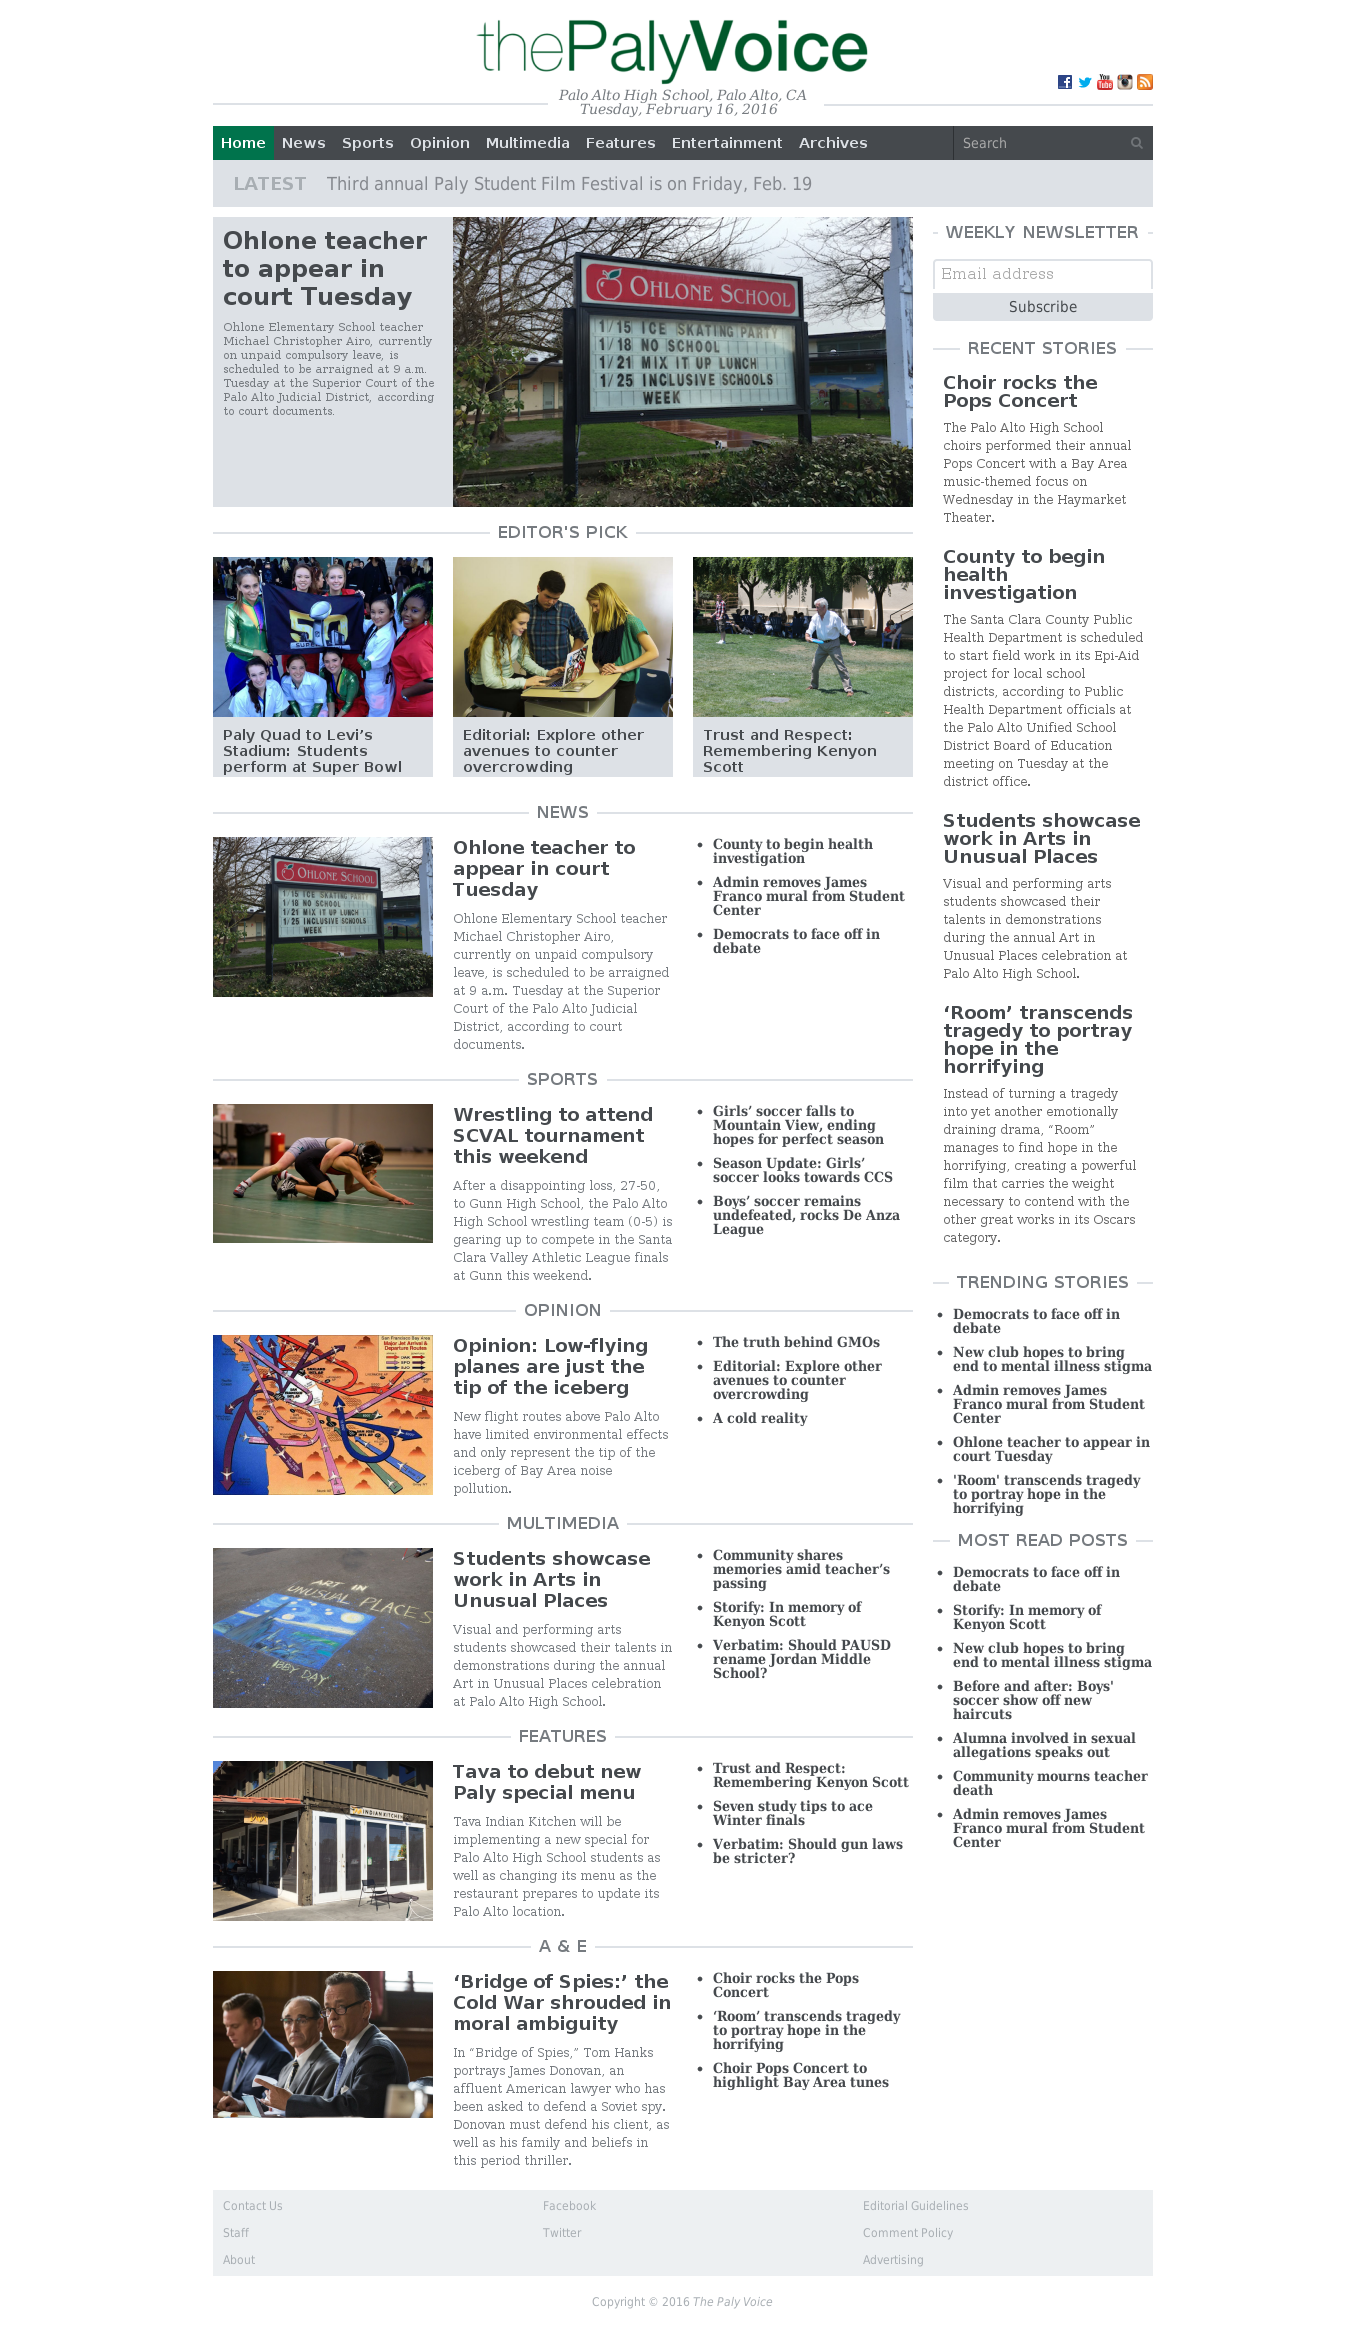 thePalyVoice
Palo Alto High School, Palo Alto, CA
Tuesday, February 16, 2016
Home News Sports Opinion Multimedia Features Entertainment Archives Search
LATEST Third annual Paly Student Film Festival is on Friday, Feb. 19
Ohlone teacher
to appear in
court Tuesday
Ohlone Elementary School teacher
Michael Christopher Airo, currently
on unpaid compulsory leave, is
scheduled to be arraigned at 9 a.m.
Tuesday at the Superior Court of the
Palo Alto Judicial District, according
to court documents.
OHLONE SCHOOL
1/15 ICE SKATING PARTY
1/18 NO SCHOOL
1/21 MIX IT UP LUNCH
1/25 INCLUSIVE SCHOOLS
WEEK
EDITOR'S PICK
Paly Quad to Levi’s
Stadium: Students
perform at Super Bowl
Editorial: Explore other
avenues to counter
overcrowding
Trust and Respect:
Remembering Kenyon
Scott
NEWS
OHLONE SCHOOL
1/15 ICE SKATING PARTY
1/18 NO SCHOOL
1/21 MIX IT UP LUNCH
1/25 INCLUSIVE SCHOOLS
WEEK
Ohlone teacher to
appear in court
Tuesday
Ohlone Elementary School teacher
Michael Christopher Airo,
currently on unpaid compulsory
leave, is scheduled to be arraigned
at 9 a.m. Tuesday at the Superior
Court of the Palo Alto Judicial
District, according to court
documents.
County to begin health
investigation
Admin removes James
Franco mural from Student
Center
Democrats to face off in
debate
SPORTS
Wrestling to attend
SCVAL tournament
this weekend
After a disappointing loss, 27-50,
to Gunn High School, the Palo Alto
High School wrestling team (0-5) is
gearing up to compete in the Santa
Clara Valley Athletic League finals
at Gunn this weekend.
Girls’ soccer falls to
Mountain View, ending
hopes for perfect season
Season Update: Girls’
soccer looks towards CCS
Boys’ soccer remains
undefeated, rocks De Anza
League
OPINION
San Francisco Bay Area
Major Jet Arrival &
Departure Routes
Opinion: Low-flying
planes are just the
tip of the iceberg
New flight routes above Palo Alto
have limited environmental effects
and only represent the tip of the
iceberg of Bay Area noise
pollution.
The truth behind GMOs
Editorial: Explore other
avenues to counter
overcrowding
A cold reality
MULTIMEDIA
ART IN
UNUSUAL PLACES
Students showcase
work in Arts in
Unusual Places
Visual and performing arts
students showcased their talents in
demonstrations during the annual
Art in Unusual Places celebration
at Palo Alto High School.
Community shares
memories amid teacher’s
passing
Storify: In memory of
Kenyon Scott
Verbatim: Should PAUSD
rename Jordan Middle
School?
FEATURES
INDIAN KITCHEN
Tava to debut new
Paly special menu
Tava Indian Kitchen will be
implementing a new special for
Palo Alto High School students as
well as changing its menu as the
restaurant prepares to update its
Palo Alto location.
Trust and Respect:
Remembering Kenyon Scott
Seven study tips to ace
Winter finals
Verbatim: Should gun laws
be stricter?
A & E
‘Bridge of Spies:’ the
Cold War shrouded in
moral ambiguity
In “Bridge of Spies,” Tom Hanks
portrays James Donovan, an
affluent American lawyer who has
been asked to defend a Soviet spy.
Donovan must defend his client, as
well as his family and beliefs in
this period thriller.
Choir rocks the Pops
Concert
‘Room’ transcends tragedy
to portray hope in the
horrifying
Choir Pops Concert to
highlight Bay Area tunes
WEEKLY NEWSLETTER
Email address
Subscribe
RECENT STORIES
Choir rocks the
Pops Concert
The Palo Alto High School
choirs performed their annual
Pops Concert with a Bay Area
music-themed focus on
Wednesday in the Haymarket
Theater.
County to begin
health
investigation
The Santa Clara County Public
Health Department is scheduled
to start field work in its Epi-Aid
project for local school
districts, according to Public
Health Department officials at
the Palo Alto Unified School
District Board of Education
meeting on Tuesday at the
district office.
Students showcase
work in Arts in
Unusual Places
Visual and performing arts
students showcased their
talents in demonstrations
during the annual Art in
Unusual Places celebration at
Palo Alto High School.
‘Room’ transcends
tragedy to portray
hope in the
horrifying
Instead of turning a tragedy
into yet another emotionally
draining drama, “Room”
manages to find hope in the
horrifying, creating a powerful
film that carries the weight
necessary to contend with the
other great works in its Oscars
category.
TRENDING STORIES
Democrats to face off in
debate
New club hopes to bring
end to mental illness stigma
Admin removes James
Franco mural from Student
Center
Ohlone teacher to appear in
court Tuesday
'Room' transcends tragedy
to portray hope in the
horrifying
MOST READ POSTS
Democrats to face off in
debate
Storify: In memory of
Kenyon Scott
New club hopes to bring
end to mental illness stigma
Before and after: Boys'
soccer show off new
haircuts
Alumna involved in sexual
allegations speaks out
Community mourns teacher
death
Admin removes James
Franco mural from Student
Center
Contact Us Facebook Editorial Guidelines
Staff Twitter Comment Policy
About Advertising
Copyright © 2016 The Paly Voice